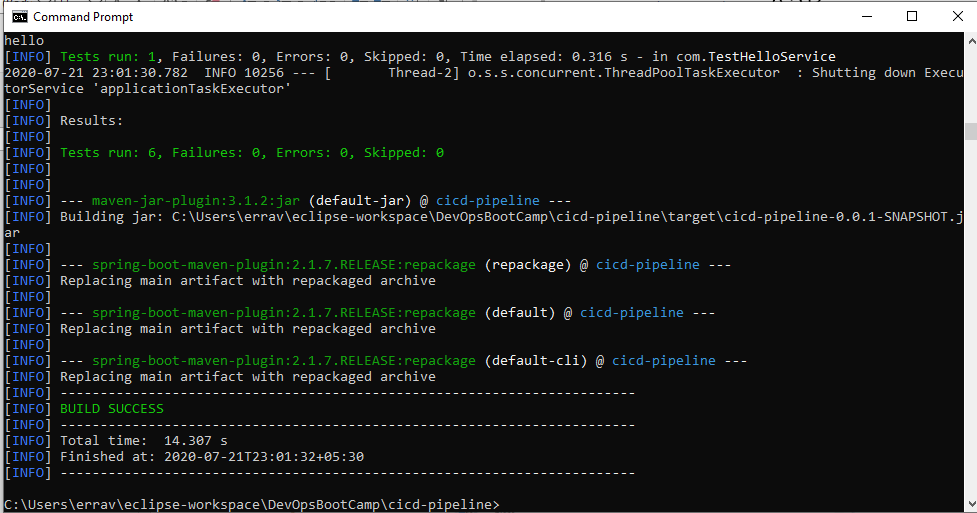 Command Prompt
hello
[INFO] Tests run: 1, Failures: 0, Errors: 0, Skipped: 0, Time elapsed: 0.316 s - in com.TestHelloService
2020-07-21 23:01:30.782  INFO 10256 --- [       Thread-2] o.s.s.concurrent.ThreadPoolTaskExecutor  : Shutting down Execu
torService 'applicationTaskExecutor'
[INFO]
[INFO] Results:
[INFO]
[INFO] Tests run: 6, Failures: 0, Errors: 0, Skipped: 0
[INFO]
[INFO]
[INFO] --- maven-jar-plugin:3.1.2:jar (default-jar) @ cicd-pipeline ---
[INFO] Building jar: C:\Users\errav\eclipse-workspace\DevOpsBootCamp\cicd-pipeline\target\cicd-pipeline-0.0.1-SNAPSHOT.j
ar
[INFO]
[INFO] --- spring-boot-maven-plugin:2.1.7.RELEASE:repackage (repackage) @ cicd-pipeline ---
[INFO] Replacing main artifact with repackaged archive
[INFO]
[INFO] --- spring-boot-maven-plugin:2.1.7.RELEASE:repackage (default) @ cicd-pipeline ---
[INFO] Replacing main artifact with repackaged archive
[INFO]
[INFO] --- spring-boot-maven-plugin:2.1.7.RELEASE:repackage (default-cli) @ cicd-pipeline ---
[INFO] Replacing main artifact with repackaged archive
[INFO] ------------------------------------------------------------------------
[INFO] BUILD SUCCESS
[INFO] ------------------------------------------------------------------------
[INFO] Total time:  14.307 s
[INFO] Finished at: 2020-07-21T23:01:32+05:30
[INFO] ------------------------------------------------------------------------
C:\Users\errav\eclipse-workspace\DevOpsBootCamp\cicd-pipeline>